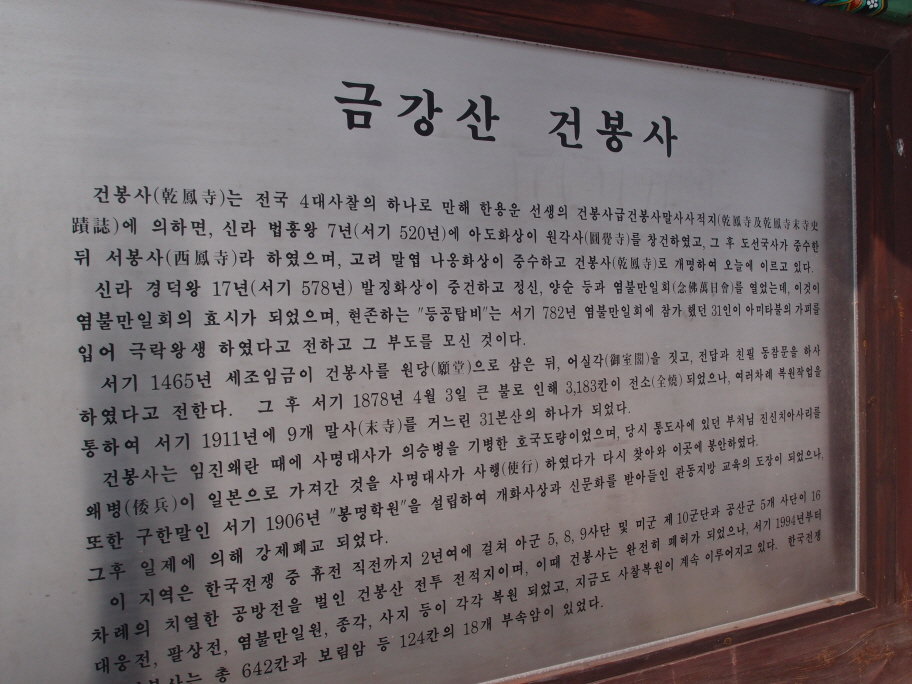 금강산 건봉사
건봉사(乾鳳寺)는 전국 4대사찰의 하나로 만해 한용운 선생의 건봉사급건봉사말사사적지(乾鳳寺及乾鳳寺末寺史
蹟誌)에 의하면, 신라 법흥왕 7년(서기 520년)에 아도화상이 원각사(圓覺寺)를 창건하였고, 그 후 도선국사가 중수한
뒤 서봉사(西鳳寺)라 하였으며, 고려 말엽 나옹화상이 중수하고 건봉사(乾鳳寺)로 개명하여 오늘에 이르고 있다.
신라 경덕왕 17년(서기 578년) 발징화상이 중건하고 정신, 양순 등과 염불만일회(念佛萬日會)를 열었는데, 이것이
염불만일회의 효시가 되었으며, 현존하는 "등공탑비"는 서기 782년 염불만일회에 참가 했던 31인이 아미타불의 가피를
입어 극락왕생 하였다고 전하고 그 부도를 모신 것이다.
서기 1465년 세조임금이 건봉사를 원당(願堂)으로 삼은 뒤, 어실각(御室閣)을 짓고, 전답과 친필 동참문을 하사
하였다고 전한다. 그 후 서기 1878년 4월 3일 큰 불로 인해 3,183칸이 전소(全燒) 되었으나, 여러차례 복원작업을
통하여 서기 1911년에 9개 말사(末寺)를 거느린 31본산의 하나가 되었다.
건봉사는 임진왜란 때에 사명대사가 의승병을 기병한 호국도량이었으며, 당시 통도사에 있던 부처님 진신치아사리를
왜병(倭兵)이 일본으로 가져간 것을 사명대사가 사행(使行) 하였다가 다시 찾아와 이곳에 봉안하였다.
또한 구한말인 서기 1906년 "봉명학원"을 설립하여 개화사상과 신문화를 받아들인 관동지방 교육의 도장이 되었으나,
그후 일제에 의해 강제폐교 되었다.
이 지역은 한국전쟁 중 휴전 직전까지 2년여에 걸쳐 아군 5, 8, 9사단 및 미군 제10군단과 공산군 5개 사단이 16
차례의 치열한 공방전을 벌인 건봉산 전투 전적지이며, 이때 건봉사는 완전히 폐허가 되었으나, 서기 1994년부터
대웅전, 팔상전, 염불만일원, 종각, 사지 등이 각각 복원 되었고, 지금도 사찰복원이 계속 이루어지고 있다. 한국전쟁
총 642칸과 보림암 등 124칸의 18개 부속암이 있었다.